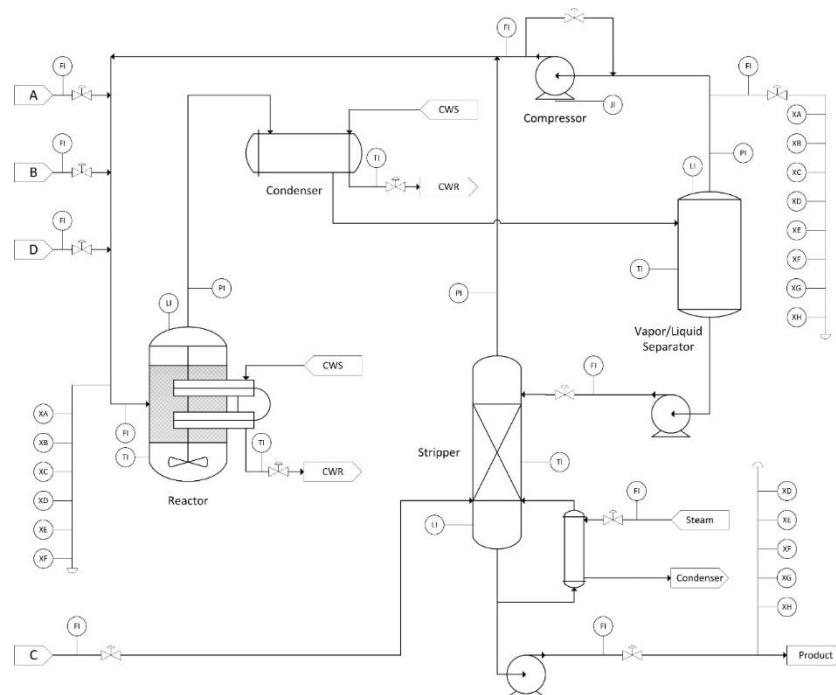 FI
FI
FI
A
CWS
JI
XA
Compressor
LI
PI
XB
FI
TI
B
Condenser
CWR
XC
XD
FI
XE
D
TI
XF
PI
PI
XG
LI
Vapor/Liquid
Separator
XH
CWS
FI
XA
FI
Stripper
XB
TI
TI
TI
XC
CWR
Reactor
XD
FI
XD
LI
Steam
XE
XE
XF
XF
Condenser
XG
XH
FI
FI
C
Product